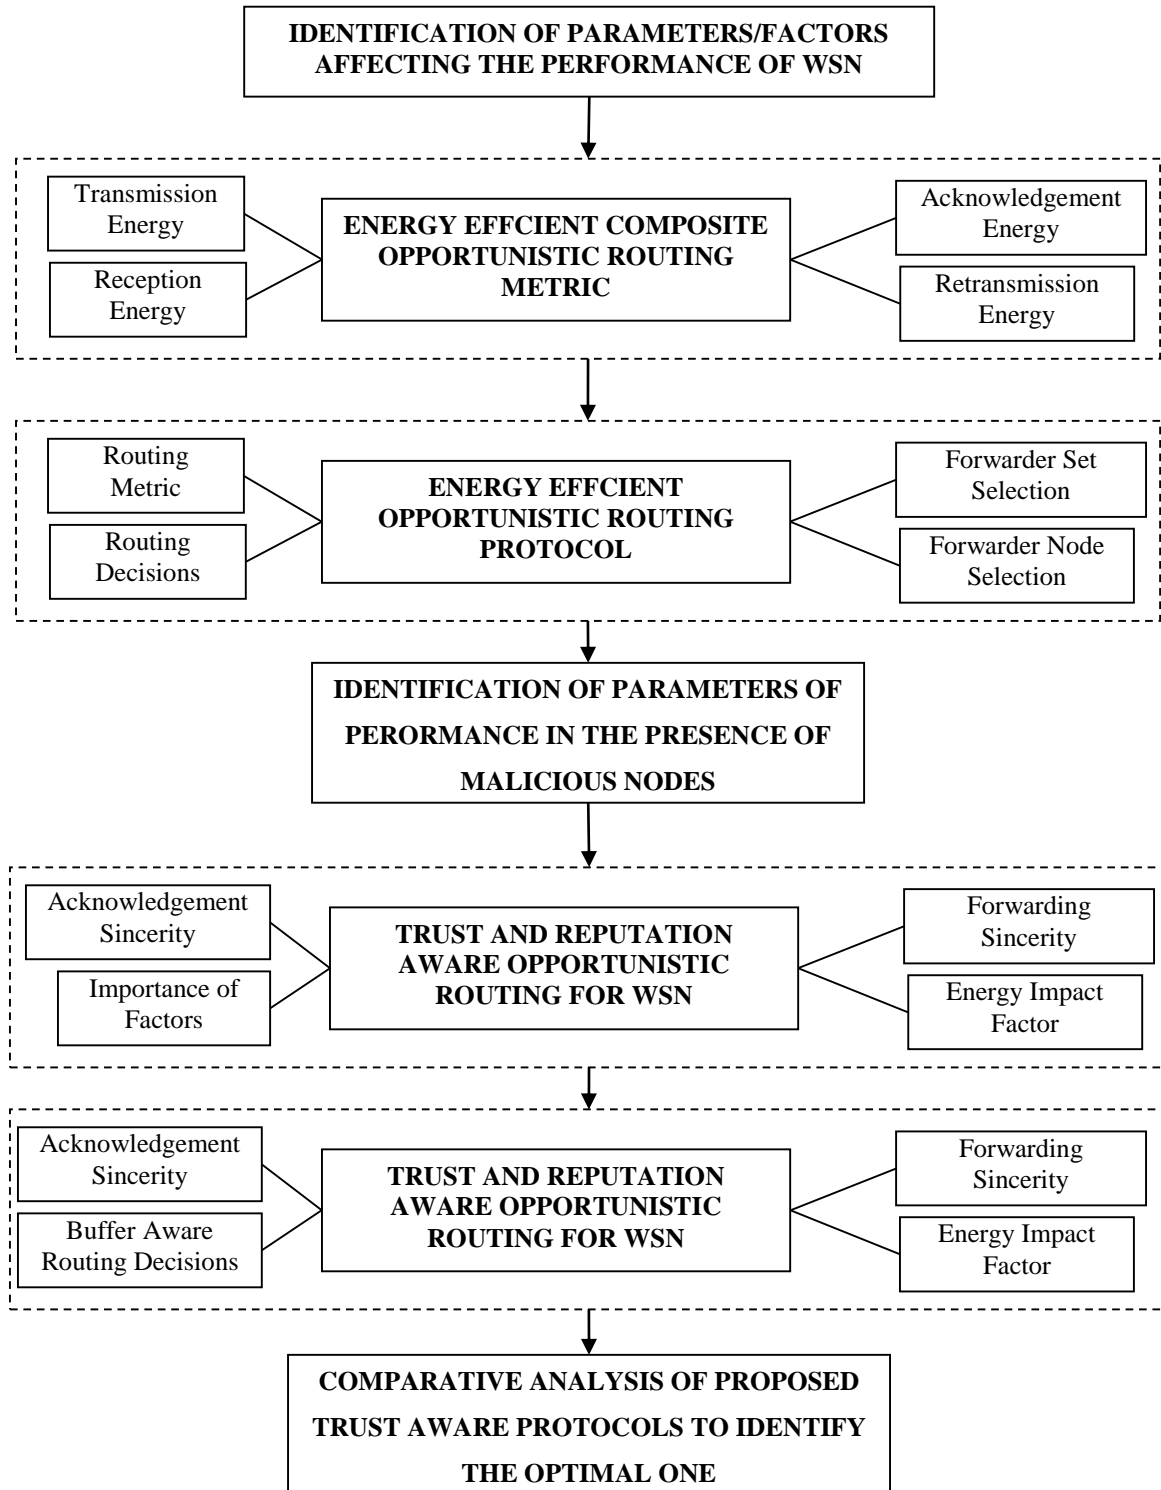 IDENTIFICATION OF PARAMETERS/FACTORS
AFFECTING THE PERFORMANCE OF WSN
Transmission
Energy
Reception
Energy
ENERGY EFFCIENT COMPOSITE
OPPORTUNISTIC ROUTING
METRIC
Acknowledgement
Energy
Retransmission
Energy
Routing
Metric
Routing
Decisions
ENERGY EFFCIENT
OPPORTUNISTIC ROUTING
PROTOCOL
Forwarder Set
Selection
Forwarder Node
Selection
IDENTIFICATION OF PARAMETERS OF
PERORMANCE IN THE PRESENCE OF
MALICIOUS NODES
Acknowledgement
Sincerity
Importance of
Factors
TRUST AND REPUTATION
AWARE OPPORTUNISTIC
ROUTING FOR WSN
Forwarding
Sincerity
Energy Impact
Factor
Acknowledgement
Sincerity
Buffer Aware
Routing Decisions
TRUST AND REPUTATION
AWARE OPPORTUNISTIC
ROUTING FOR WSN
Forwarding
Sincerity
Energy Impact
Factor
COMPARATIVE ANALYSIS OF PROPOSED
TRUST AWARE PROTOCOLS TO IDENTIFY
THE OPTIMAL ONE